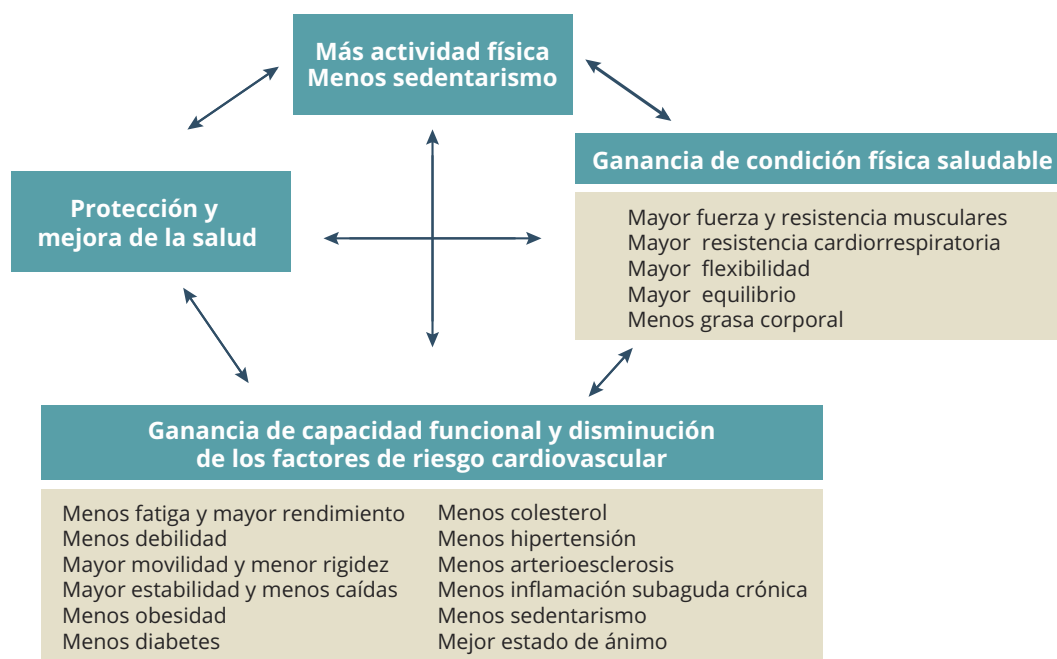 Más actividad física
Menos sedentarismo
Ganancia de condición física saludable
Mayor fuerza y resistencia musculares
Mayor resistencia cardiorrespiratoria
Mayor flexibilidad
Mayor equilibrio
Menos grasa corporal
Protección y
mejora de la salud
Ganancia de capacidad funcional y disminución
de los factores de riesgo cardiovascular
Menos fatiga y mayor rendimiento
Menos debilidad
Mayor movilidad y menor rigidez
Mayor estabilidad y menos caídas
Menos obesidad
Menos diabetes
Menos colesterol
Menos hipertensión
Menos arterioesclerosis
Menos inflamación subaguda crónica
Menos sedentarismo
Mejor estado de ánimo